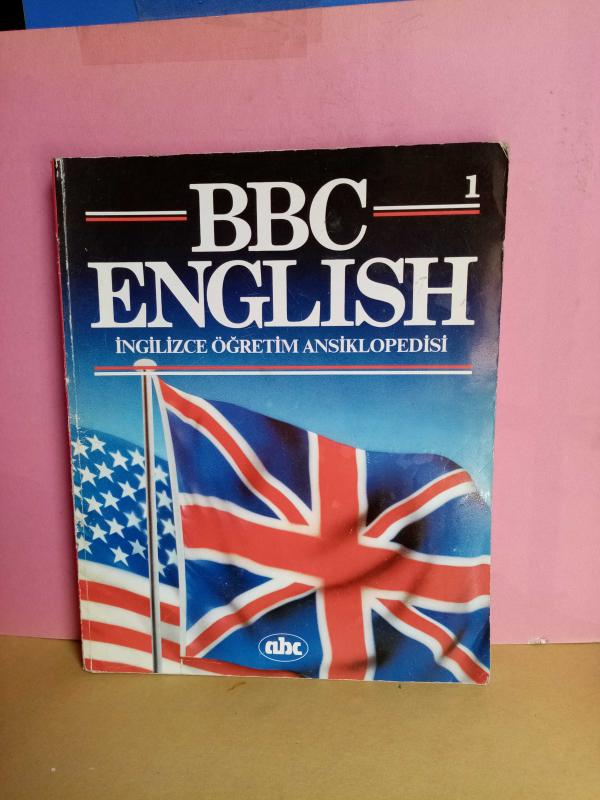 1
BBC
ENGLISH
İNGİLİZCE ÖĞRETİM ANSİKLOPEDİSİ
abc